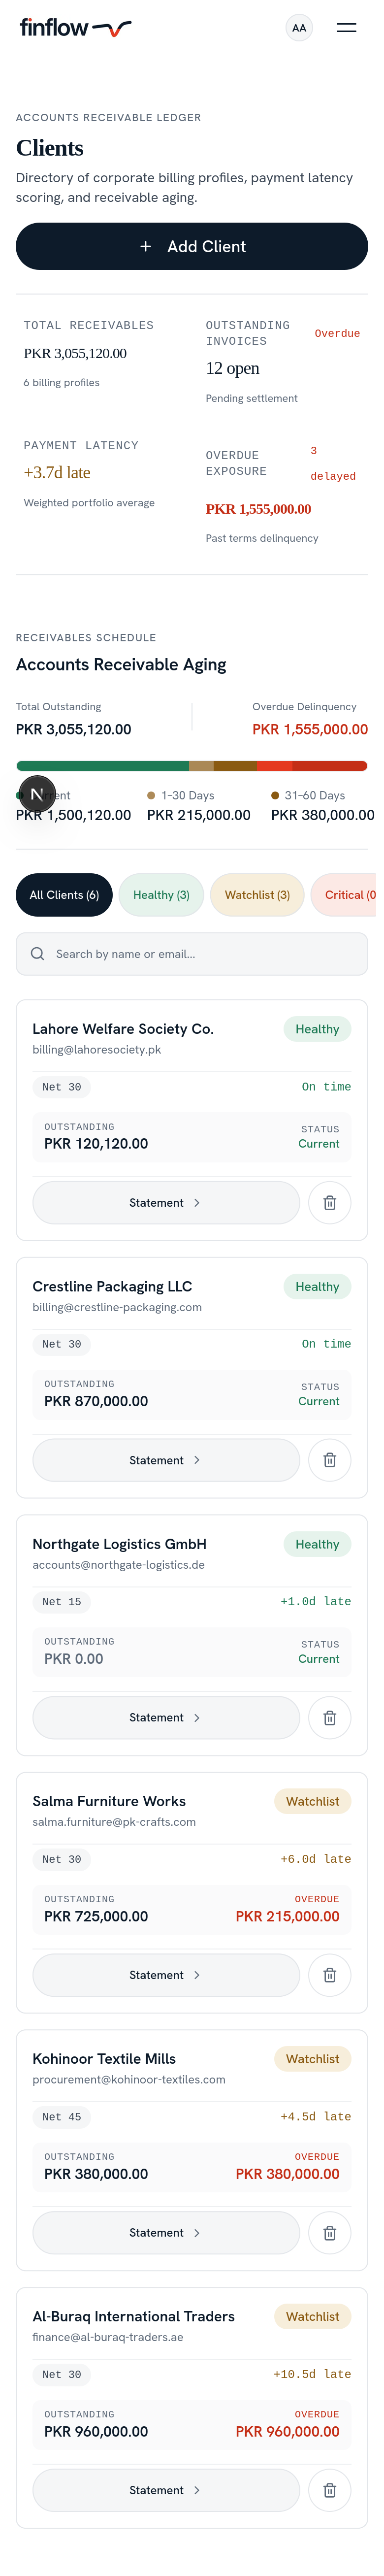 finflow
AA
ACCOUNTS RECEIVABLE LEDGER
Clients
Directory of corporate billing profiles, payment latency
scoring, and receivable aging.
+ Add Client
TOTAL RECEIVABLES
PKR 3,055,120.00
6 billing profiles
OUTSTANDING
INVOICES
Overdue
12 open
Pending settlement
PAYMENT LATENCY
+3.7d late
Weighted portfolio average
OVERDUE
EXPOSURE
3
delayed
PKR 1,555,000.00
Past terms delinquency
RECEIVABLES SCHEDULE
Accounts Receivable Aging
Total Outstanding
PKR 3,055,120.00
Overdue Delinquency
PKR 1,555,000.00
N
1-30 Days
31-60 Days
PKR 1,500,120.00
PKR 215,000.00
PKR 380,000.00
All Clients (6)
Healthy (3)
Watchlist (3)
Critical (0
Search by name or email...
Lahore Welfare Society Co.
Healthy
billing@lahoresociety.pk
Net 30
On time
OUTSTANDING
STATUS
PKR 120,120.00
Current
Statement
Crestline Packaging LLC
Healthy
billing@crestline-packaging.com
Net 30
On time
OUTSTANDING
STATUS
PKR 870,000.00
Current
Statement
Northgate Logistics GmbH
Healthy
accounts@northgate-logistics.de
Net 15
+1.0d late
OUTSTANDING
STATUS
PKR 0.00
Current
Statement
Salma Furniture Works
Watchlist
salma.furniture@pk-crafts.com
Net 30
+6.0d late
OUTSTANDING
OVERDUE
PKR 725,000.00
PKR 215,000.00
Statement
Kohinoor Textile Mills
Watchlist
procurement@kohinoor-textiles.com
Net 45
+4.5d late
OUTSTANDING
OVERDUE
PKR 380,000.00
PKR 380,000.00
Statement
Al-Buraq International Traders
Watchlist
finance@al-buraq-traders.ae
Net 30
+10.5d late
OUTSTANDING
OVERDUE
PKR 960,000.00
PKR 960,000.00
Statement